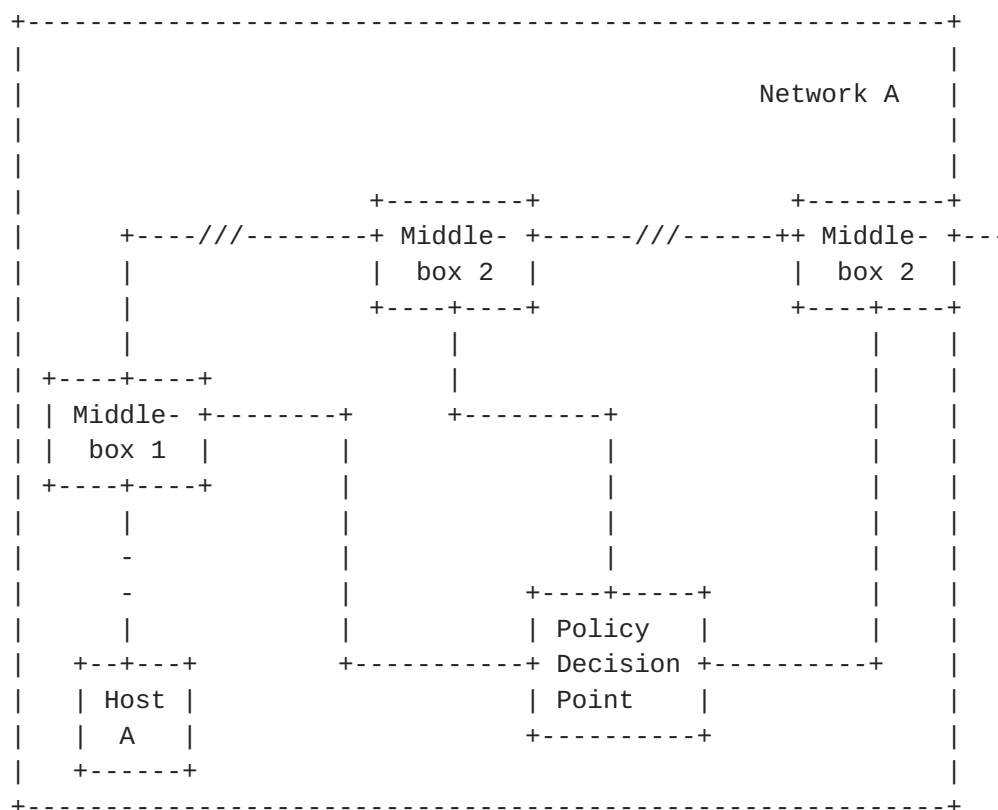 Network A
Middle- Middle-
box 2 box 2
Middle-
box 1
Policy
Decision
Host Point
A